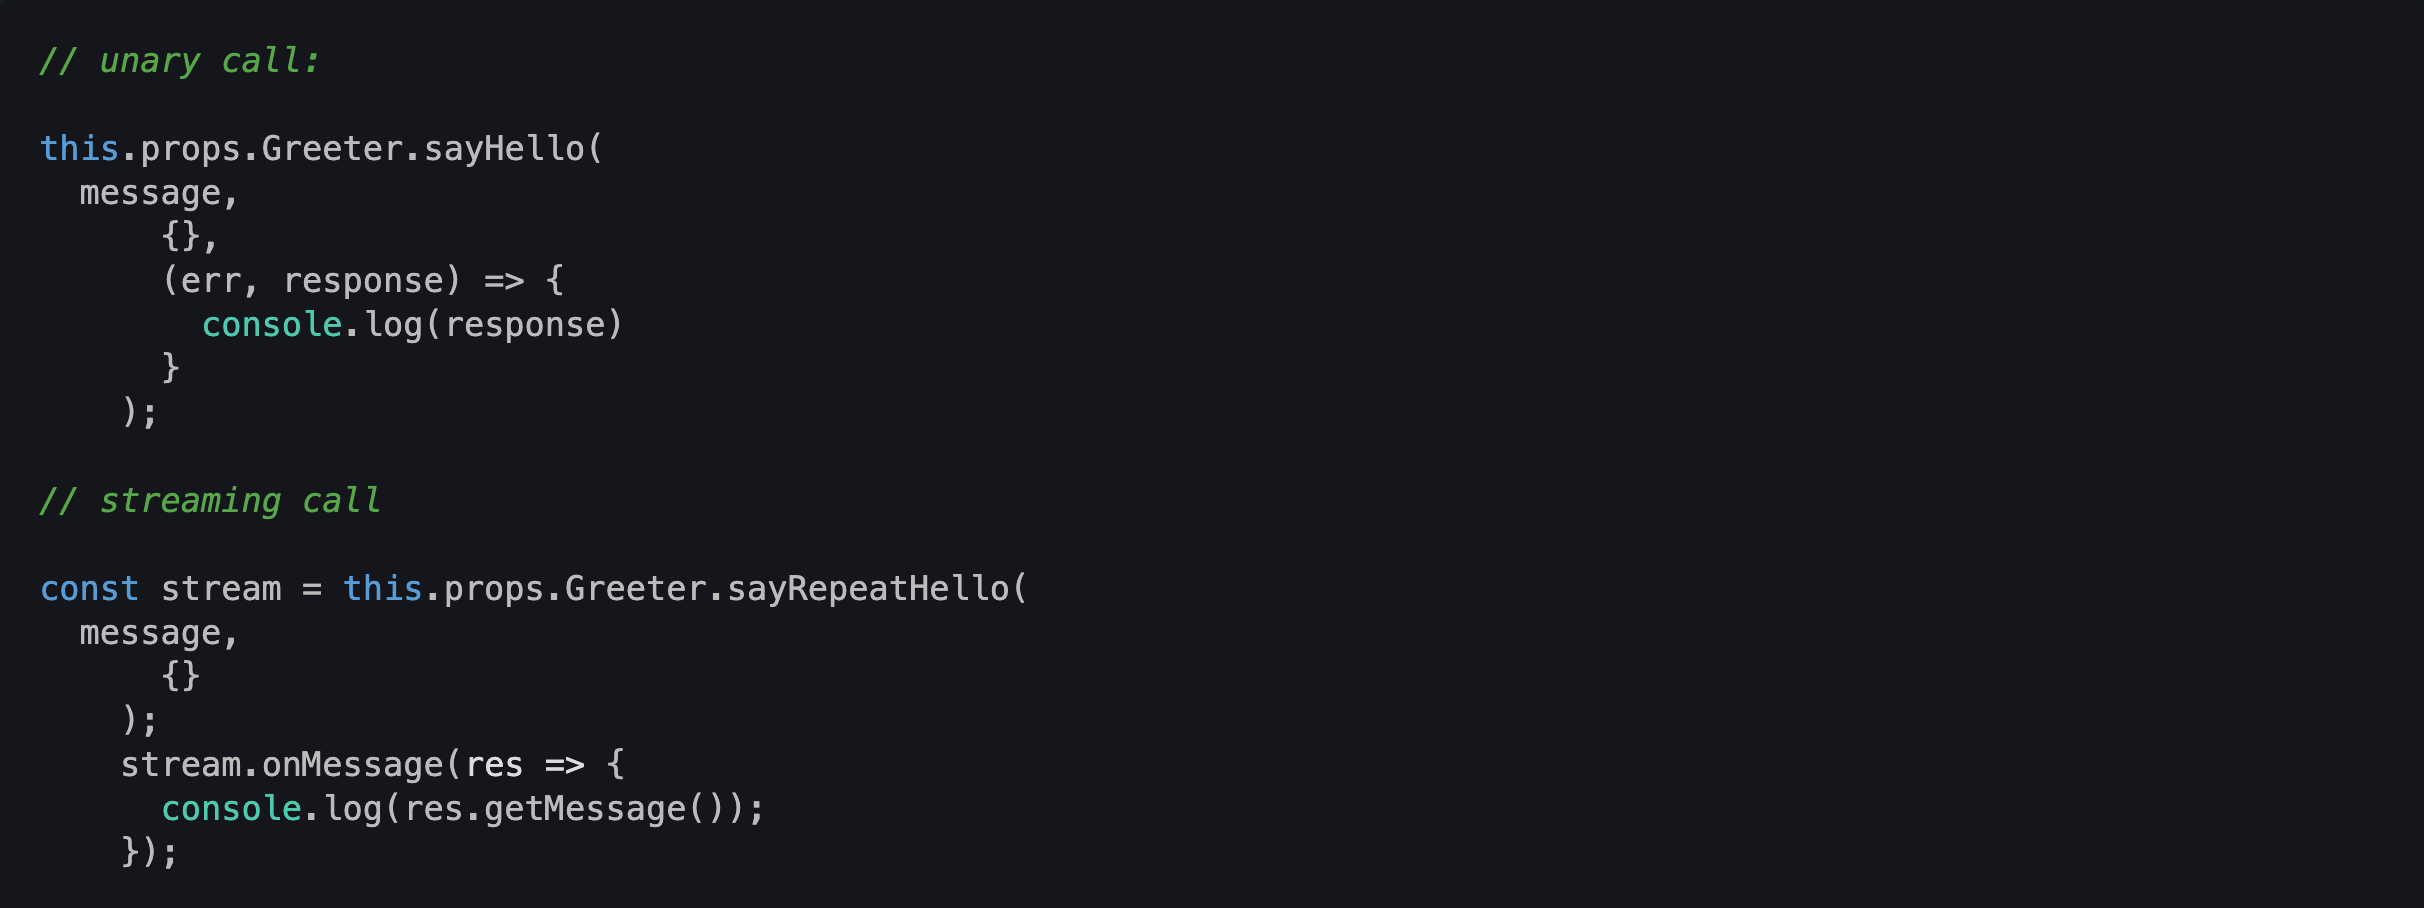 // unary call:

this.props.Greeter.sayHello(
  message,
      {},
      (err, response) => {
        console.log(response)
      }
    );

// streaming call

const stream = this.props.Greeter.sayRepeatHello(
  message,
      {}
    );
    stream.onMessage(res => {
      console.log(res.getMessage());
    });